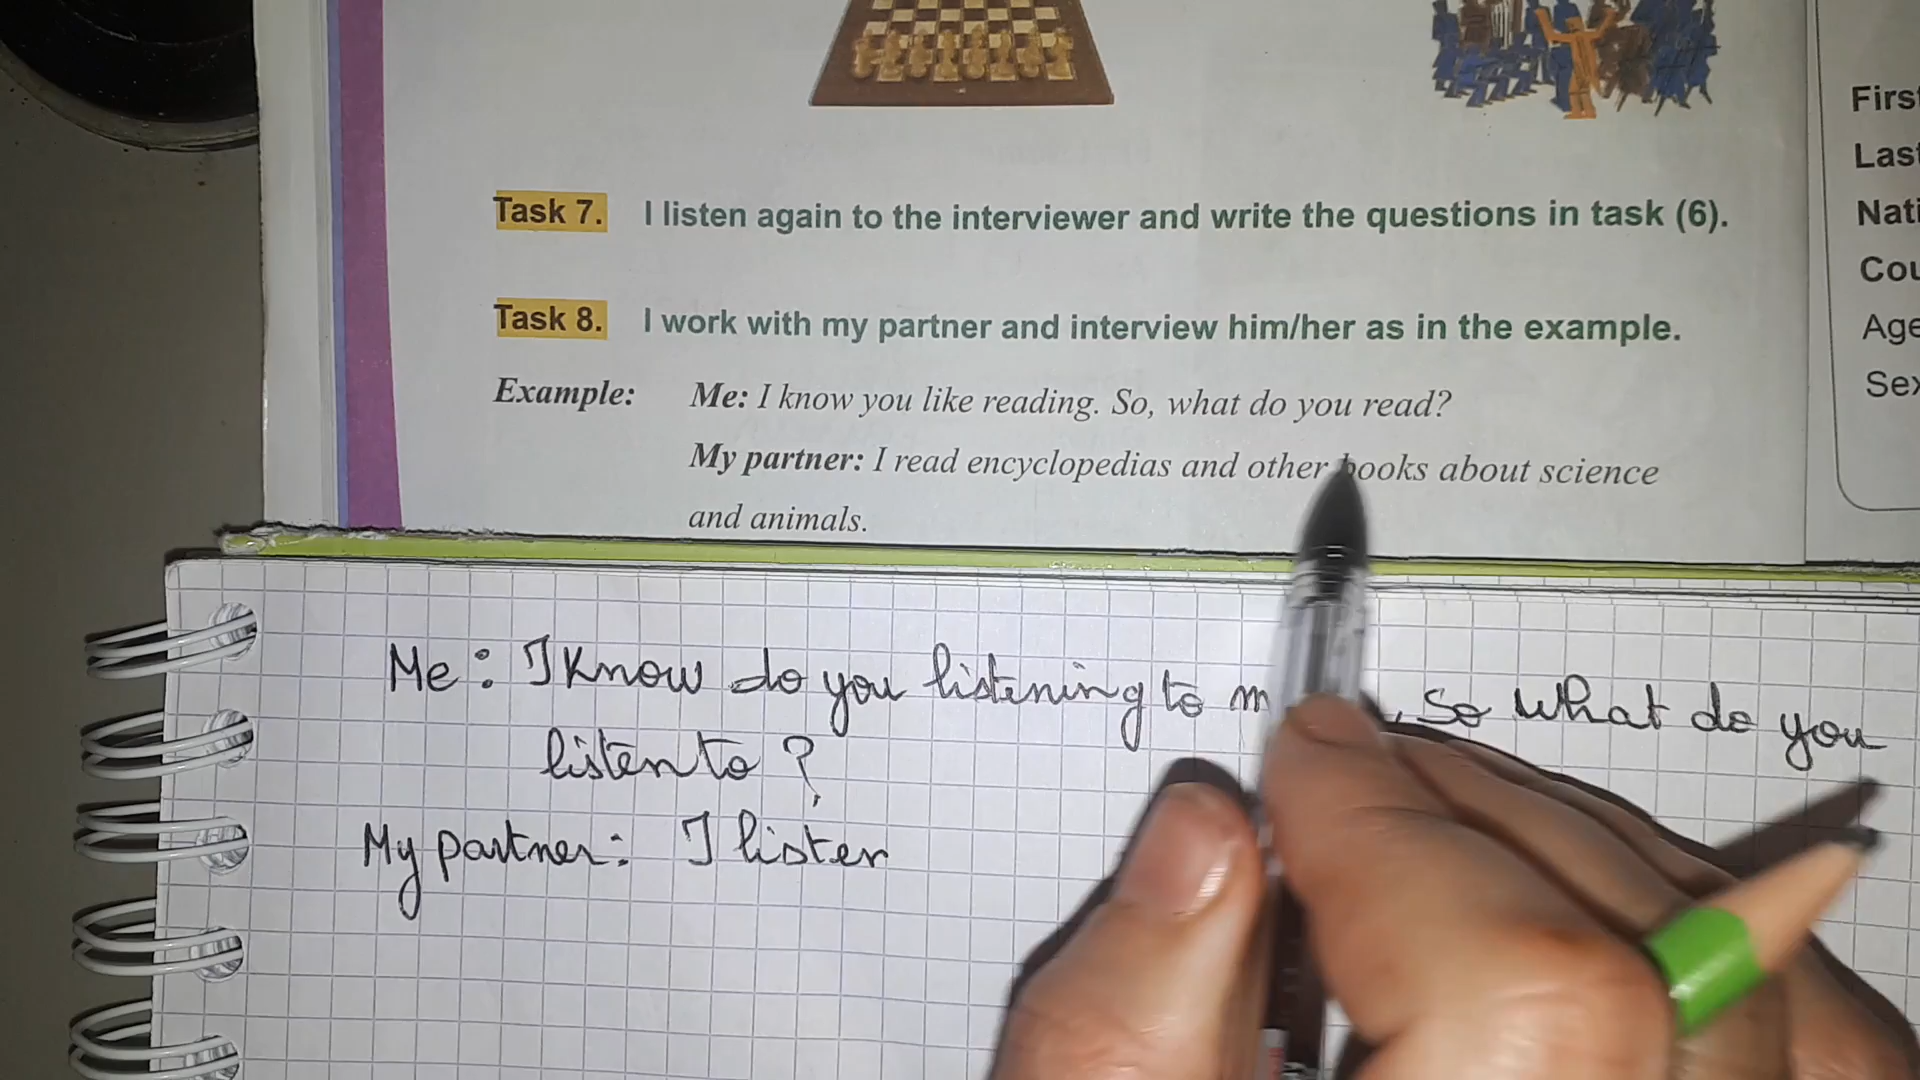 Task 7. I listen again to the interviewer and write the questions in task (6).
Task 8. I work with my partner and interview him/her as in the example.
Example: Me: I know you like reading. So, what do you read?
My partner: I read encyclopedias and other books about science
and animals.
Me: I Know do you listening to , so what do you
listen to ?
My partner: I listen